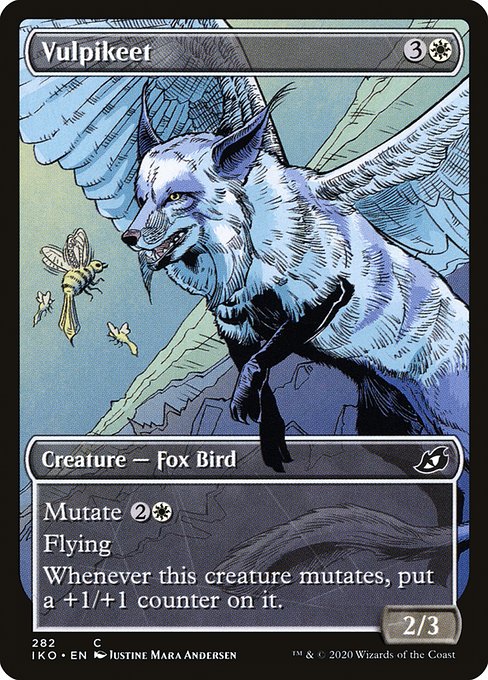 Vulpikeet 3
Creature — Fox Bird
Mutate 2
Flying
Whenever this creature mutates, put
a +1/+1 counter on it.
2/3
282 C
IKO • EN Justine Mara Andersen ™ & © 2020 Wizards of the Coast